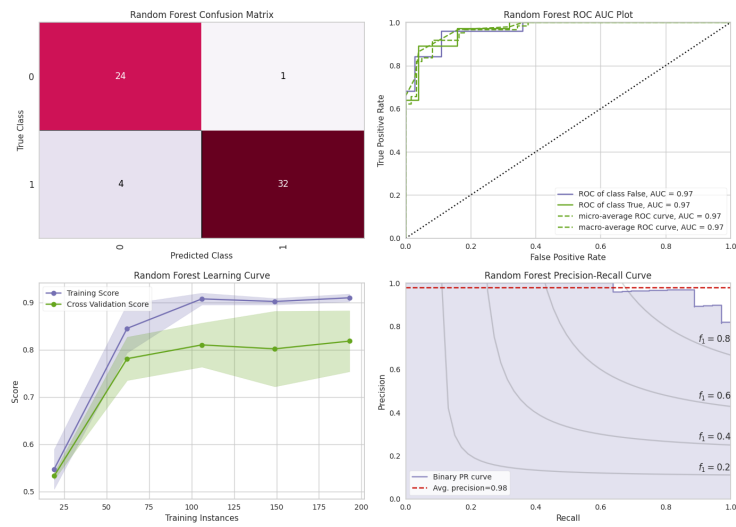 Random Forest Confusion Matrix
True Class
0
24
1
1
4
32
0
1
Predicted Class
Random Forest ROC AUC Plot
True Positive Rate
1.0
0.8
0.6
0.4
0.2
0.0
ROC of class False, AUC = 0.97
ROC of class True, AUC = 0.97
micro-average ROC curve, AUC = 0.97
macro-average ROC curve, AUC = 0.97
0.0 0.2 0.4 0.6 0.8 1.0
False Positive Rate
Random Forest Learning Curve
Score
0.9
0.8
0.7
0.6
0.5
Training Score
Cross Validation Score
25 50 75 100 125 150 175 200
Training Instances
Random Forest Precision-Recall Curve
Precision
1.0
0.8
0.6
0.4
0.2
0.0
f1 = 0.8
f1 = 0.6
f1 = 0.4
f1 = 0.2
Binary PR curve
Avg. precision=0.98
0.0 0.2 0.4 0.6 0.8 1.0
Recall